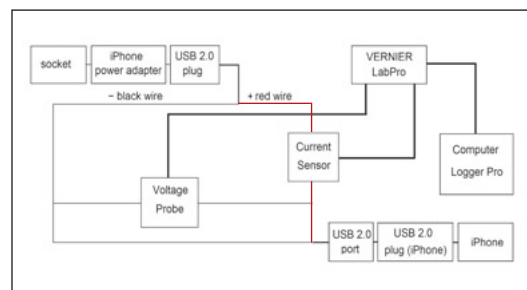 socket
iPhone
power adapter
USB 2.0
plug
VERNIER
LabPro
– black wire
+ red wire
Current
Sensor
Computer
Logger Pro
Voltage
Probe
USB 2.0
port
USB 2.0
plug (iPhone)
iPhone